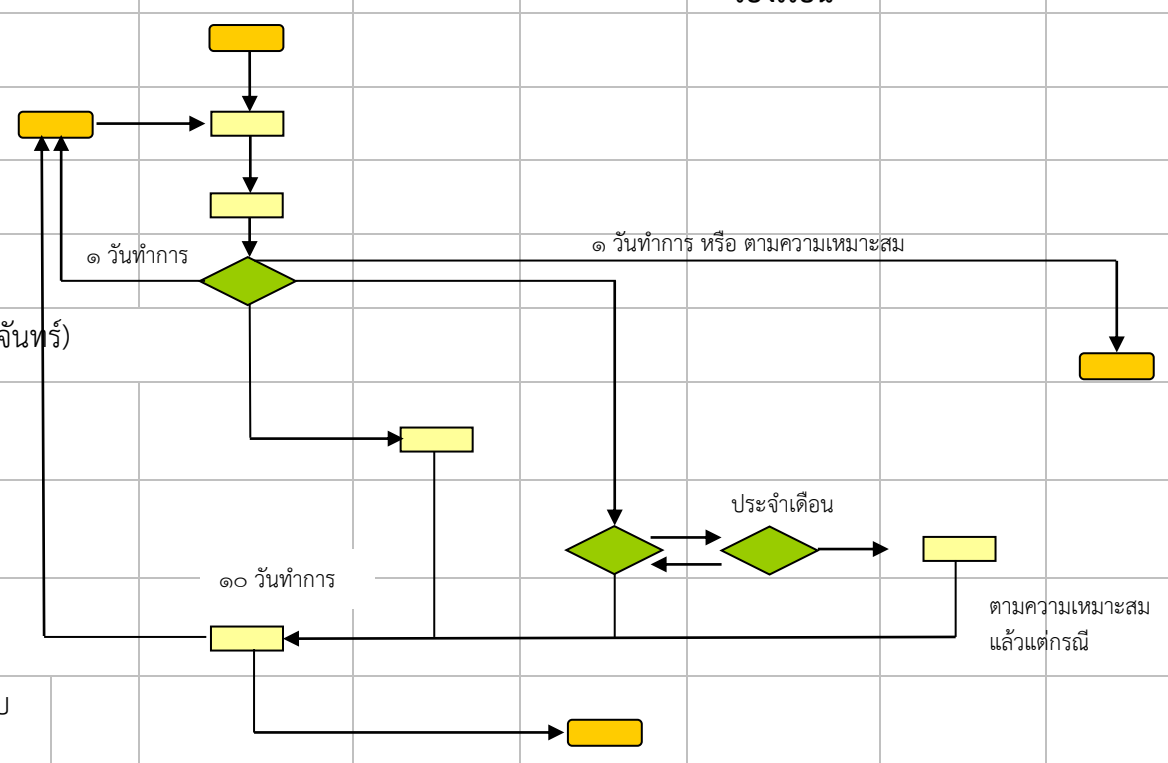 ๑ วันทำการ หรือ ตามความเหมาะสม
๑ วันทำการ
จันทร์)
ประจำเดือน
๑๐ วันทำการ
ตามความเหมาะสม
แล้วแต่กรณี